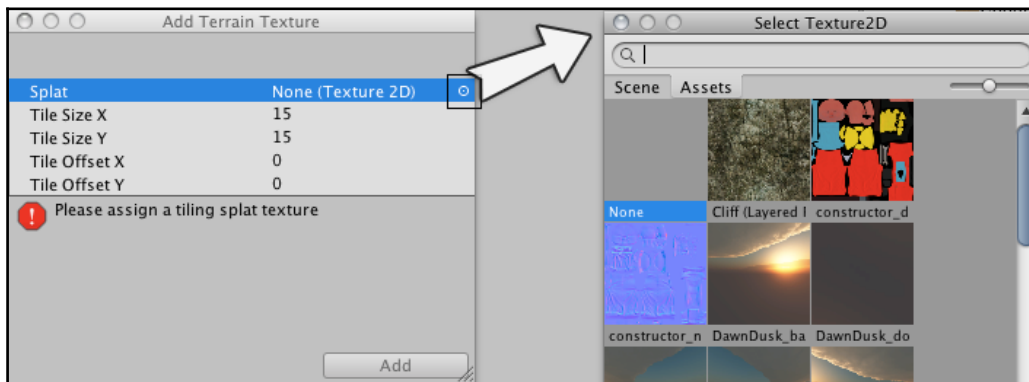 Add Terrain Texture
Splat None (Texture 2D)
Tile Size X 15
Tile Size Y 15
Tile Offset X 0
Tile Offset Y 0
Please assign a tiling splat texture
Add
Select Texture2D
Scene Assets
None Cliff (Layered constructor_d
constructor_n DawnDusk_ba DawnDusk_do